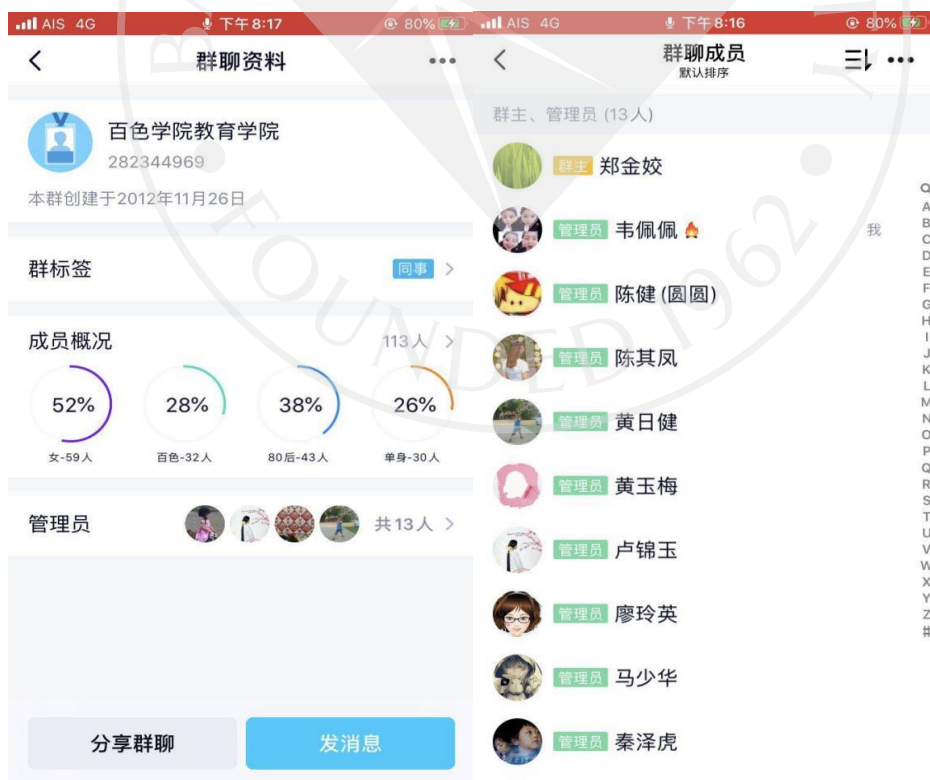 AIS 4G
下午8:17
80%
群聊资料
百色学院教育学院
282344969
本群创建于2012年11月26日
群标签
同事
成员概况
113人
52%
28%
38%
26%
女-59人
百色-32人
80后-43人
单身-30人
管理员
共13人
分享群聊
发消息
AIS 4G
下午8:16
80%
群聊成员
默认排序
群主、管理员 (13人)
群主 郑金姣
管理员 韦佩佩
我
管理员 陈健 (圆圆)
管理员 陈其凤
管理员 黄日健
管理员 黄玉梅
管理员 卢锦玉
管理员 廖玲英
管理员 马少华
管理员 秦泽虎
A
B
C
D
E
F
G
H
I
J
K
L
M
N
O
P
Q
R
S
T
U
V
W
X
Y
Z
#
FOUNDED 1962